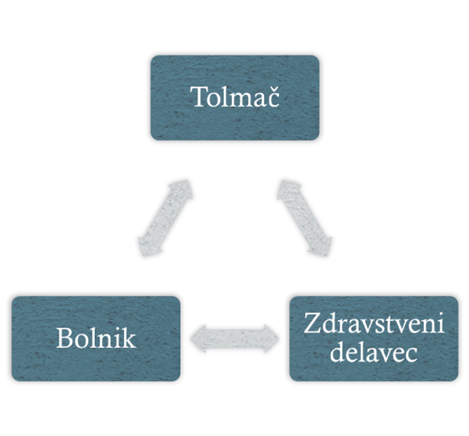 Tolmač
Bolnik
Zdravstveni
delavec